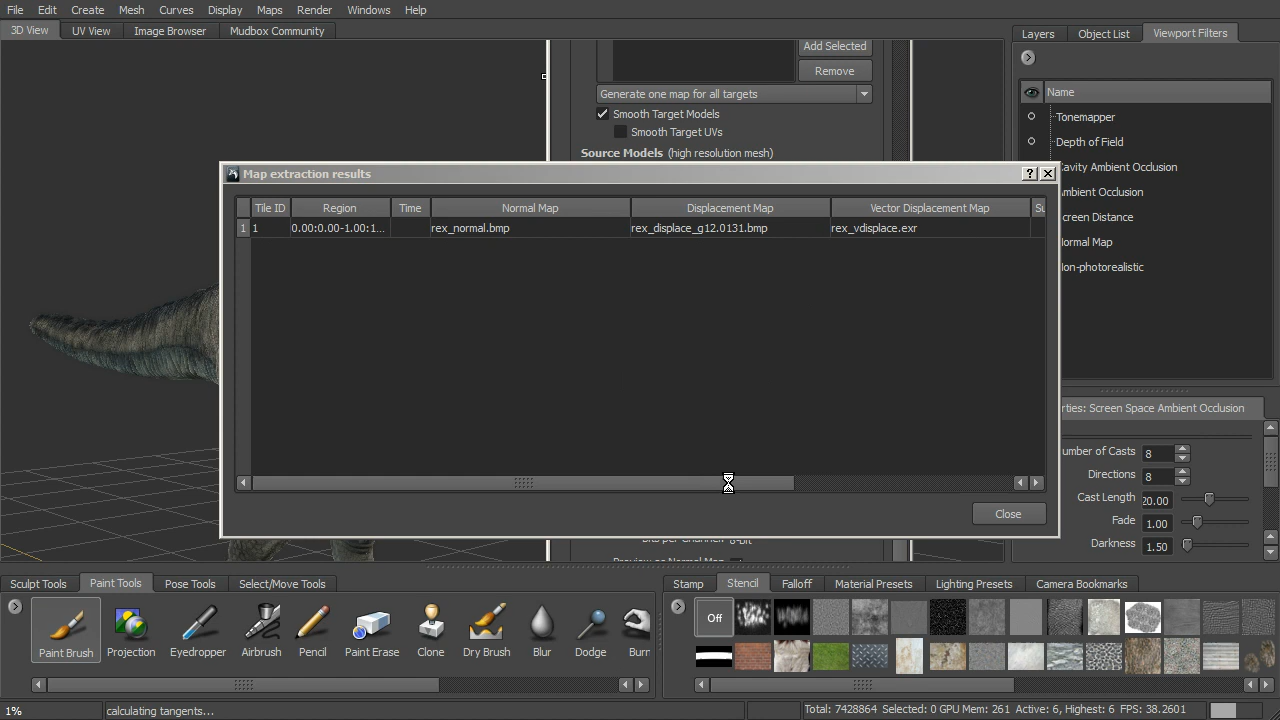 File Edit Create Mesh Curves Display Maps Render Windows Help
3D View UV View Image Browser Mudbox Community
Layers Object List Viewport Filters
Add Selected
Remove
Generate one map for all targets
Smooth Target Models
Smooth Target UVs
Source Models (high resolution mesh)
Name
Tonemapper
Depth of Field
avity Ambient Occlusion
mbient Occlusion
creen Distance
ormal Map
on-photorealistic
Map extraction results
Tile ID Region Time Normal Map Displacement Map Vector Displacement Map Su
1 1 0.00:0.00-1.00:1... rex_normal.bmp rex_displace_g12.0131.bmp rex_vdisplace.exr
Close
rties: Screen Space Ambient Occlusion
umber of Casts 8
Directions 8
Cast Length 20.00
Fade 1.00
Darkness 1.50
Sculpt Tools Paint Tools Pose Tools Select/Move Tools
Paint Brush Projection Eyedropper Airbrush Pencil Paint Erase Clone Dry Brush Blur Dodge Burn
Stamp Stencil Falloff Material Presets Lighting Presets Camera Bookmarks
Off
1% calculating tangents...
Total: 7428864 Selected: 0 GPU Mem: 261 Active: 6, Highest: 6 FPS: 38.2601